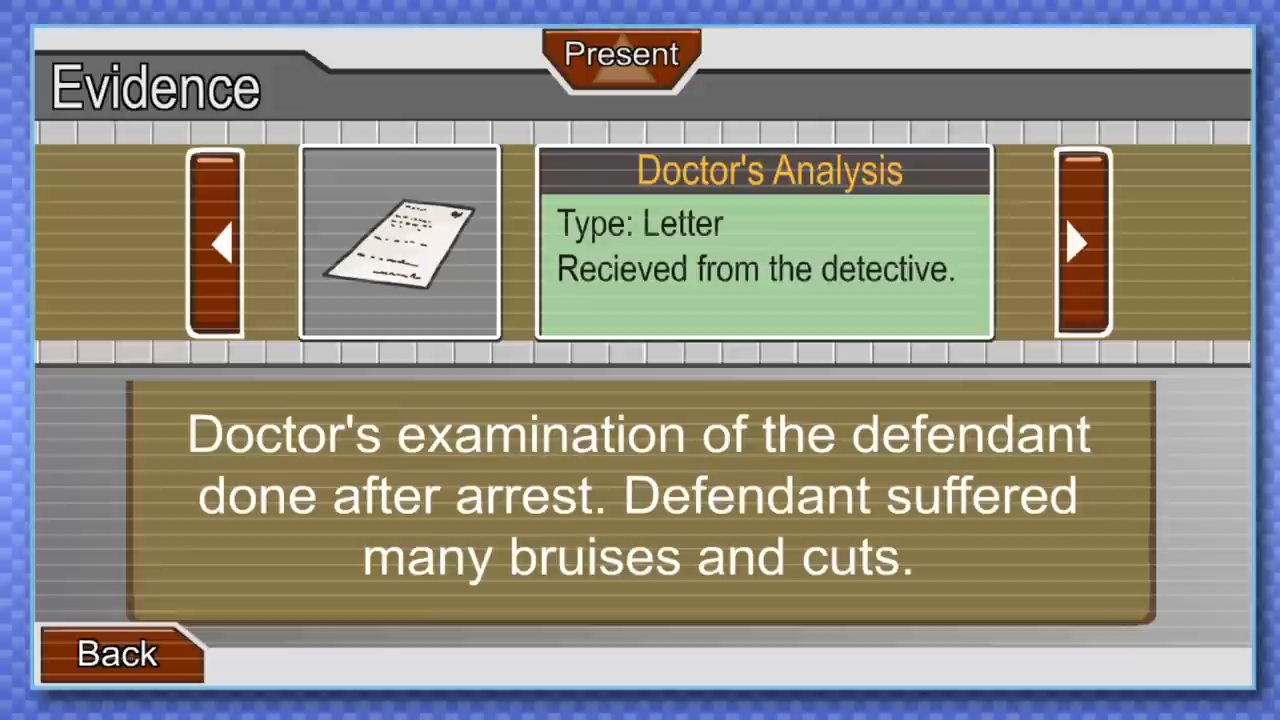 Present
Evidence
Doctor's Analysis
Type: Letter
Recieved from the detective.
Doctor's examination of the defendant
done after arrest. Defendant suffered
many bruises and cuts.
Back